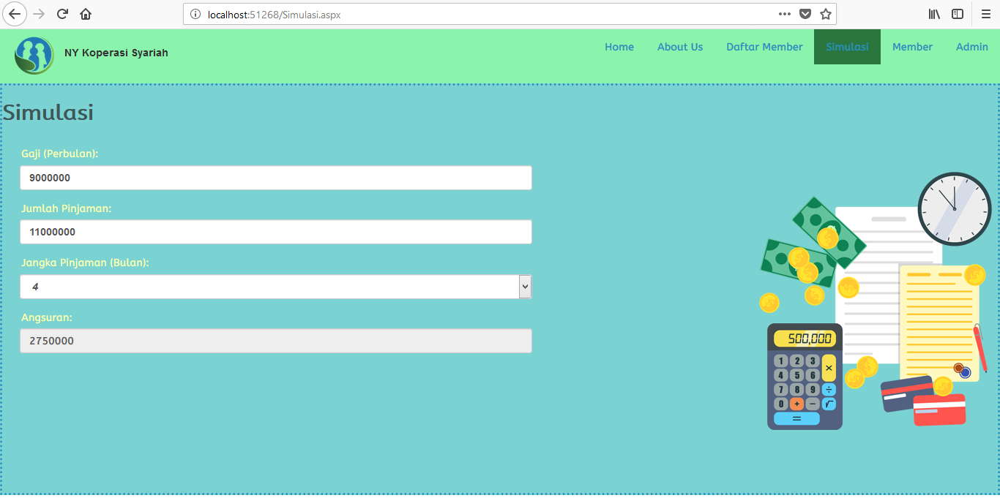 localhost:51268/Simulasi.aspx
NY Koperasi Syariah
Home About Us Daftar Member Simulasi Member Admin
Simulasi
Gaji (Perbulan):
9000000
Jumlah Pinjaman:
11000000
Jangka Pinjaman (Bulan):
4
Angsuran:
2750000
500,000
1 2 3 ×
4 5 6
7 8 9 ÷
0 + − √
=